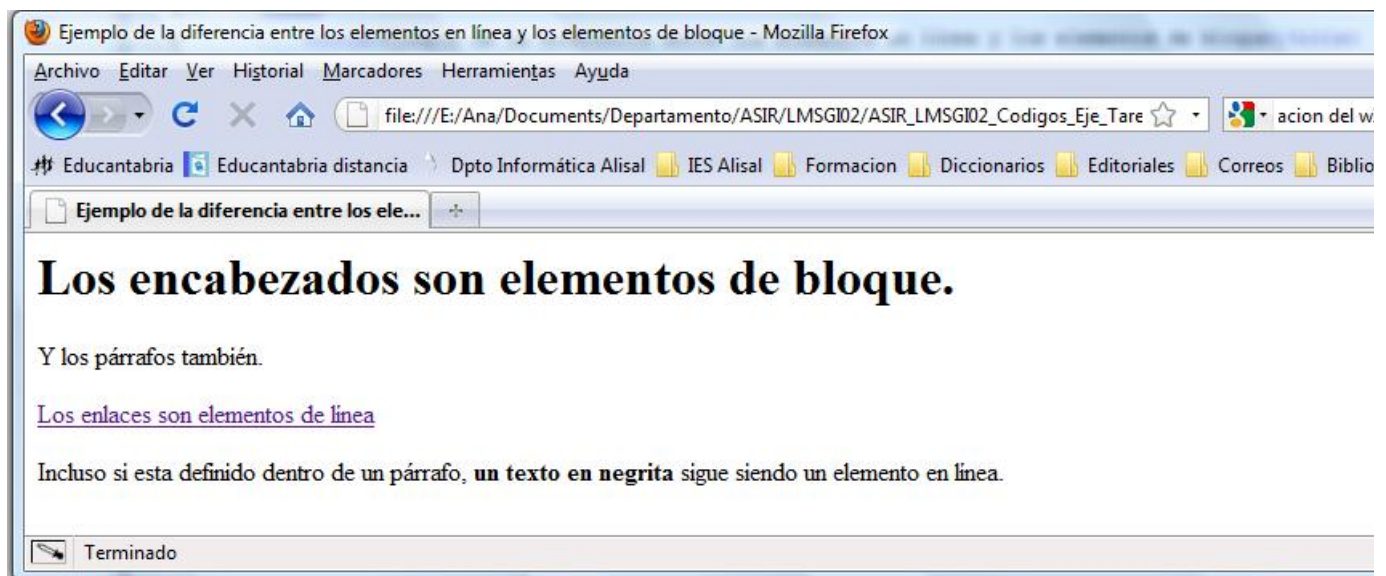 Ejemplo de la diferencia entre los elementos en línea y los elementos de bloque - Mozilla Firefox
Archivo Editar Ver Historial Marcadores Herramientas Ayuda
file:///E:/Ana/Documents/Departamento/ASIR/LMSGI02/ASIR_LMSGI02_Codigos_Eje_Tare acion del w
Educantabria Educantabria distancia Dpto Informática Alisal IES Alisal Formacion Diccionarios Editoriales Correos Biblio
Ejemplo de la diferencia entre los ele...
Los encabezados son elementos de bloque.
Y los párrafos también.
Los enlaces son elementos de línea
Incluso si esta definido dentro de un párrafo, un texto en negrita sigue siendo un elemento en línea.
Terminado